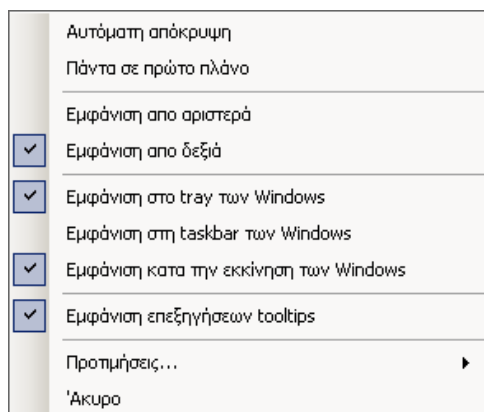 Αυτόματη απόκρυψη
Πάντα σε πρώτο πλάνο
Εμφάνιση απο αριστερά
Εμφάνιση απο δεξιά
Εμφάνιση στο tray των Windows
Εμφάνιση στη taskbar των Windows
Εμφάνιση κατα την εκκίνηση των Windows
Εμφάνιση επεξηγήσεων tooltips
Προτιμήσεις...
Άκυρο